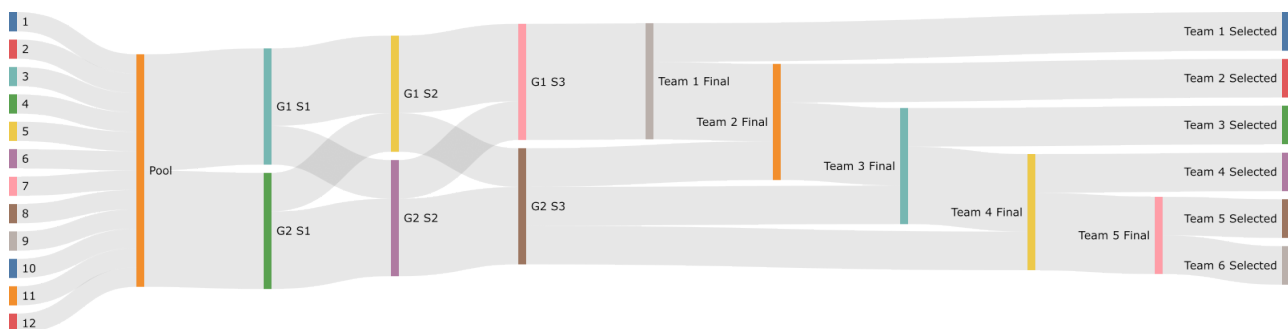 1
2
3
4
5
6
7
8
9
10
11
12
Pool
G1 S1
G2 S1
G1 S2
G2 S2
G1 S3
G2 S3
Team 1 Final
Team 2 Final
Team 3 Final
Team 4 Final
Team 5 Final
Team 1 Selected
Team 2 Selected
Team 3 Selected
Team 4 Selected
Team 5 Selected
Team 6 Selected